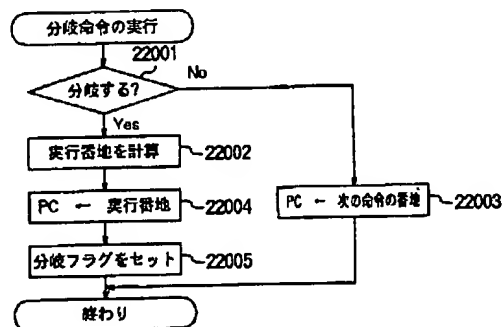 分岐命令の実行
22001
分岐する?
No
Yes
実行番地を計算
22002
PC ← 実行番地
22004
PC ← 次の命令の番地
22003
分岐フラグをセット
22005
終わり